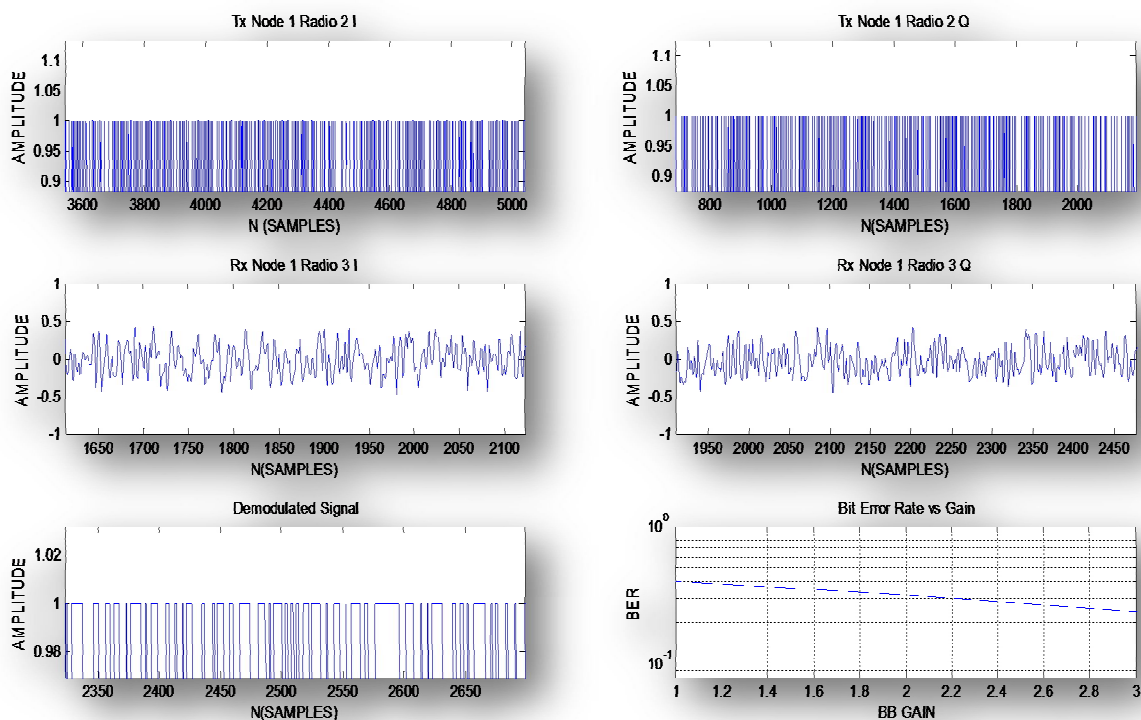 Tx Node 1 Radio 2 I
AMPLITUDE
1.1
1.05
1
0.95
0.9
3600 3800 4000 4200 4400 4600 4800 5000
N (SAMPLES)
Tx Node 1 Radio 2 Q
AMPLITUDE
1.1
1.05
1
0.95
0.9
800 1000 1200 1400 1600 1800 2000
N(SAMPLES)
Rx Node 1 Radio 3 I
AMPLITUDE
1
0.5
0
-0.5
-1
1650 1700 1750 1800 1850 1900 1950 2000 2050 2100
N(SAMPLES)
Rx Node 1 Radio 3 Q
AMPLITUDE
1
0.5
0
-0.5
-1
1950 2000 2050 2100 2150 2200 2250 2300 2350 2400 2450
N(SAMPLES)
Demodulated Signal
AMPLITUDE
1.02
1
0.98
2350 2400 2450 2500 2550 2600 2650
N(SAMPLES)
Bit Error Rate vs Gain
BER
10^0
10^-1
1 1.2 1.4 1.6 1.8 2 2.2 2.4 2.6 2.8 3
BB GAIN